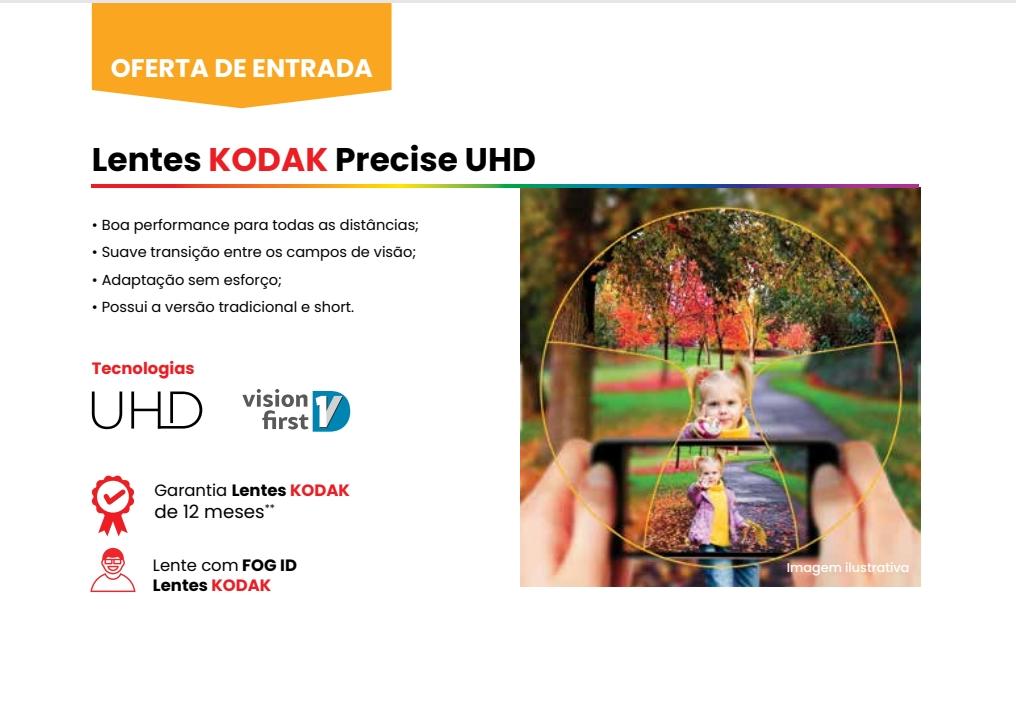 OFERTA DE ENTRADA
Lentes KODAK Precise UHD
• Boa performance para todas as distâncias;
• Suave transição entre os campos de visão;
• Adaptação sem esforço;
• Possui a versão tradicional e short.
Tecnologias
UHD
vision
first 1V
Garantia Lentes KODAK
de 12 meses**
Lente com FOG ID
Lentes KODAK
Imagem ilustrativa